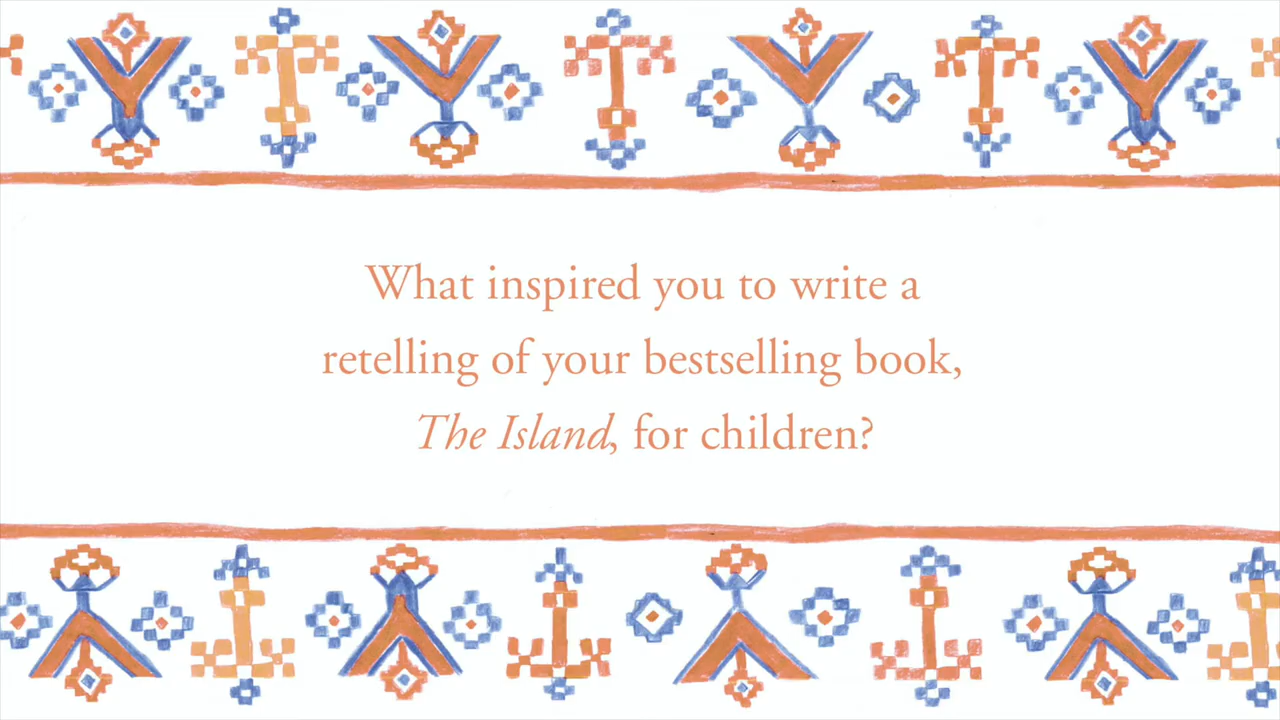 What inspired you to write a
retelling of your bestselling book,
The Island, for children?